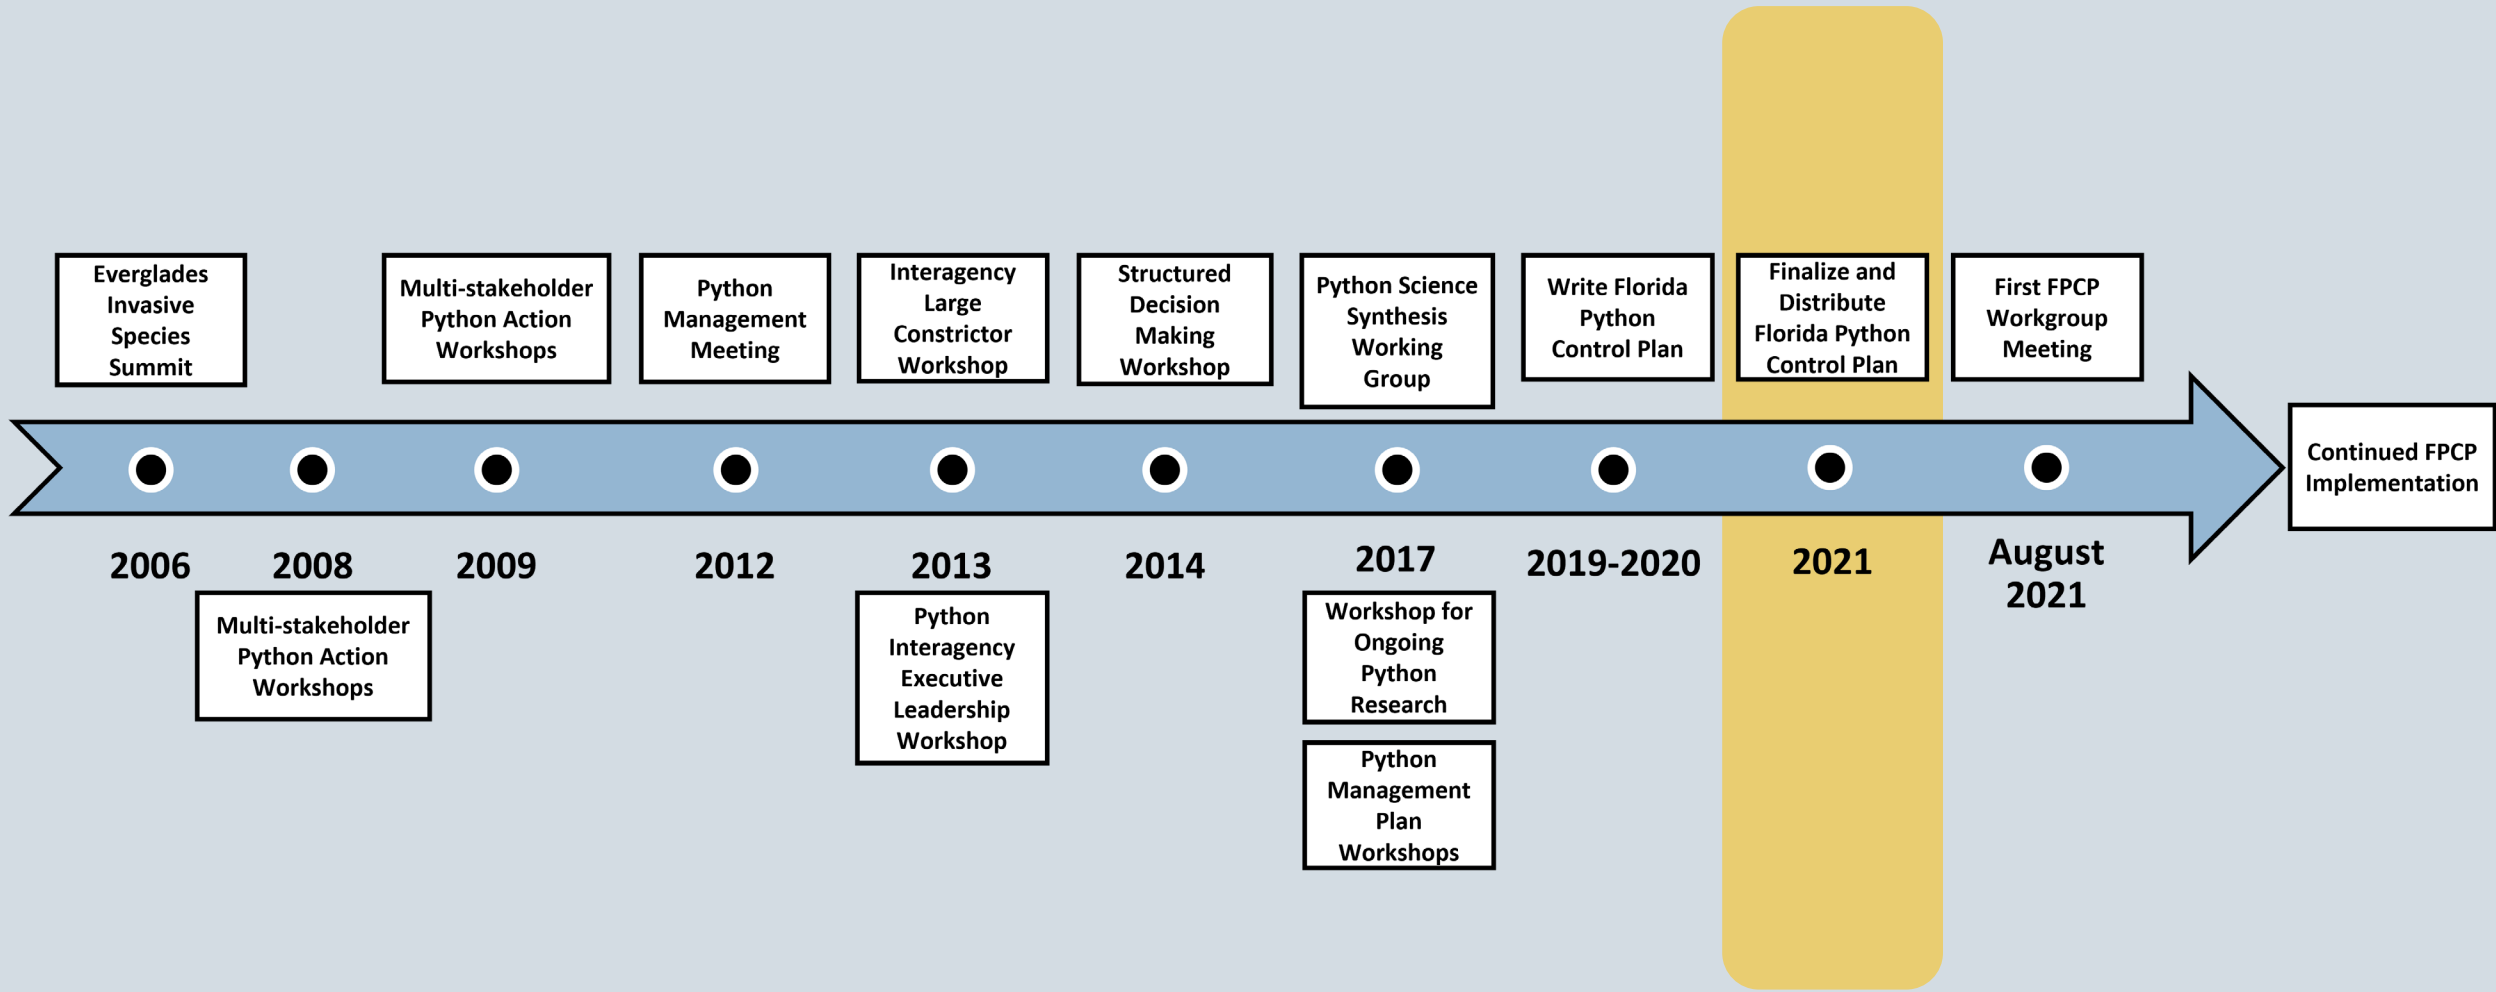 Everglades
Invasive
Species
Summit
Multi-stakeholder
Python Action
Workshops
Python
Management
Meeting
Interagency
Large
Constrictor
Workshop
Structured
Decision
Making
Workshop
Python Science
Synthesis
Working
Group
Write Florida
Python
Control Plan
Finalize and
Distribute
Florida Python
Control Plan
First FPCP
Workgroup
Meeting
Continued FPCP
Implementation
2006
2008
2009
2012
2013
2014
2017
2019-2020
2021
August
2021
Multi-stakeholder
Python Action
Workshops
Python
Interagency
Executive
Leadership
Workshop
Workshop for
Ongoing
Python
Research
Python
Management
Plan
Workshops